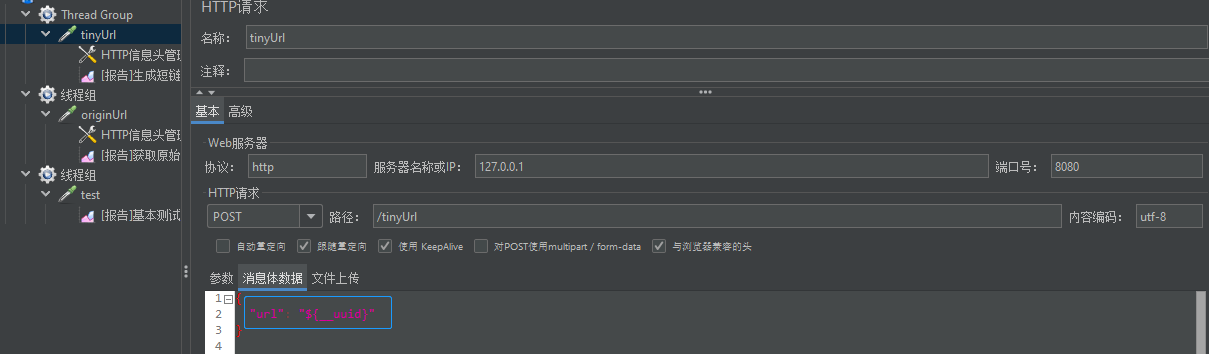 Thread Group
tinyUrl
HTTP信息头管理
[报告]生成短链
线程组
originUrl
HTTP信息头管理
[报告]获取原始
线程组
test
[报告]基本测试
HTTP请求
名称: tinyUrl
注释:
基本 高级
Web服务器
协议: http 服务器名称或IP: 127.0.0.1 端口号: 8080
HTTP请求
POST 路径: /tinyUrl 内容编码: utf-8
自动重定向 跟随重定向 使用 KeepAlive 对POST使用multipart / form-data 与浏览器兼容的头
参数 消息体数据 文件上传
1 {
2 "url": "${__uuid}"
3 }
4